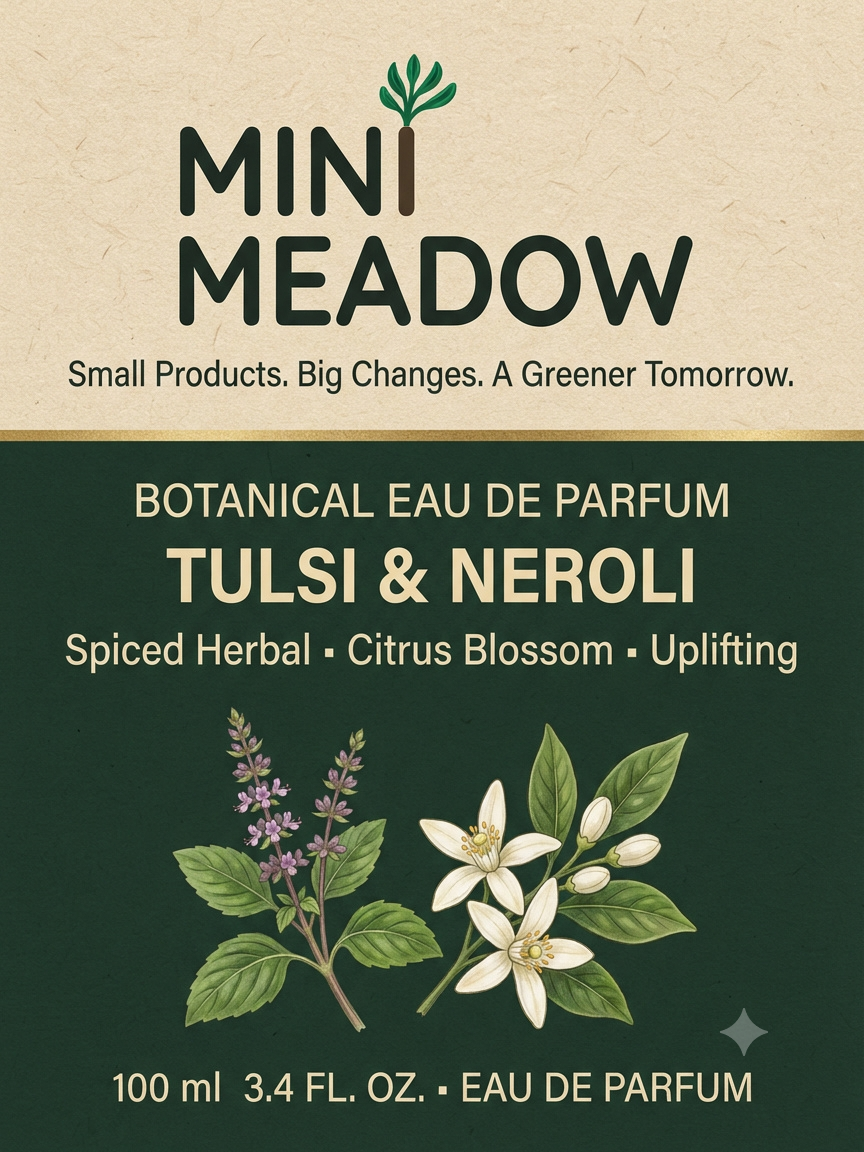 MINI
MEADOW
Small Products. Big Changes. A Greener Tomorrow.
BOTANICAL EAU DE PARFUM
TULSI & NEROLI
Spiced Herbal ▪ Citrus Blossom ▪ Uplifting
100 ml 3.4 FL. OZ. ▪ EAU DE PARFUM